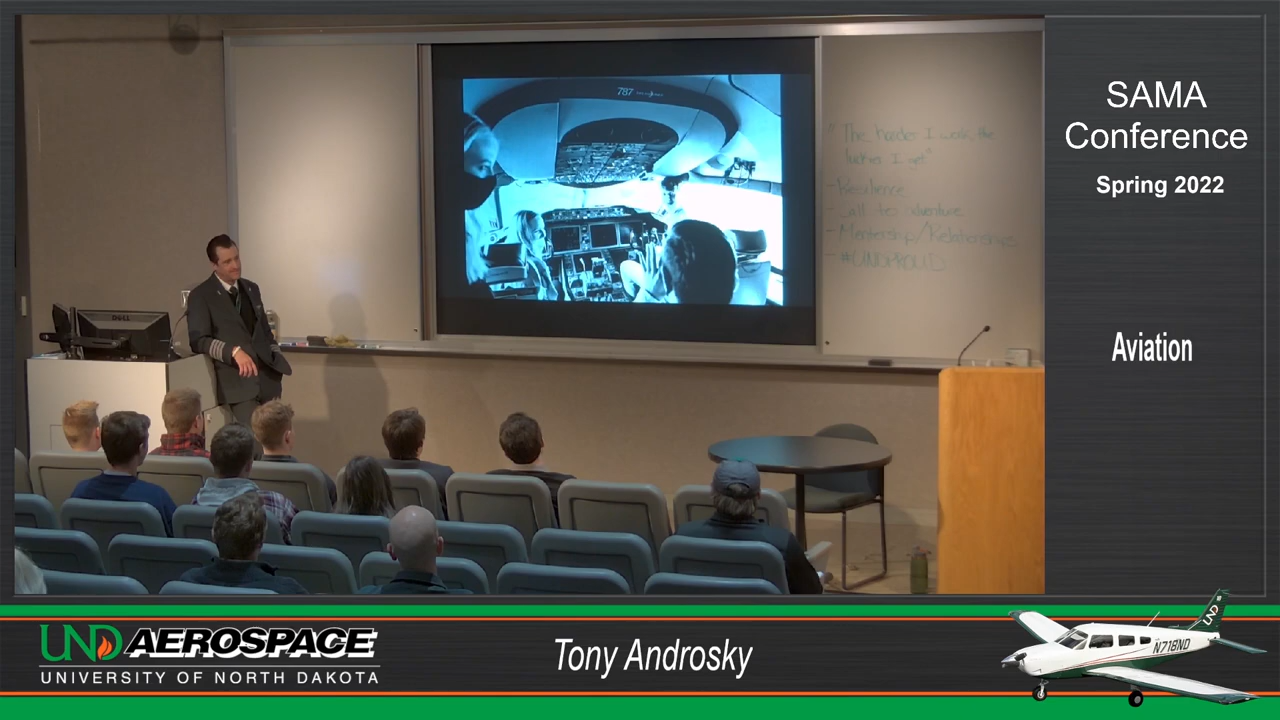 SAMA
Conference
Spring 2022
Aviation
787
"The harder I work, the
luckier I get"
- Resilience
- Call to adventure
- Mentorship/Relationships
- #UNDPROUD
DELL
UND AEROSPACE
UNIVERSITY OF NORTH DAKOTA
Tony Androsky
UND
N718ND